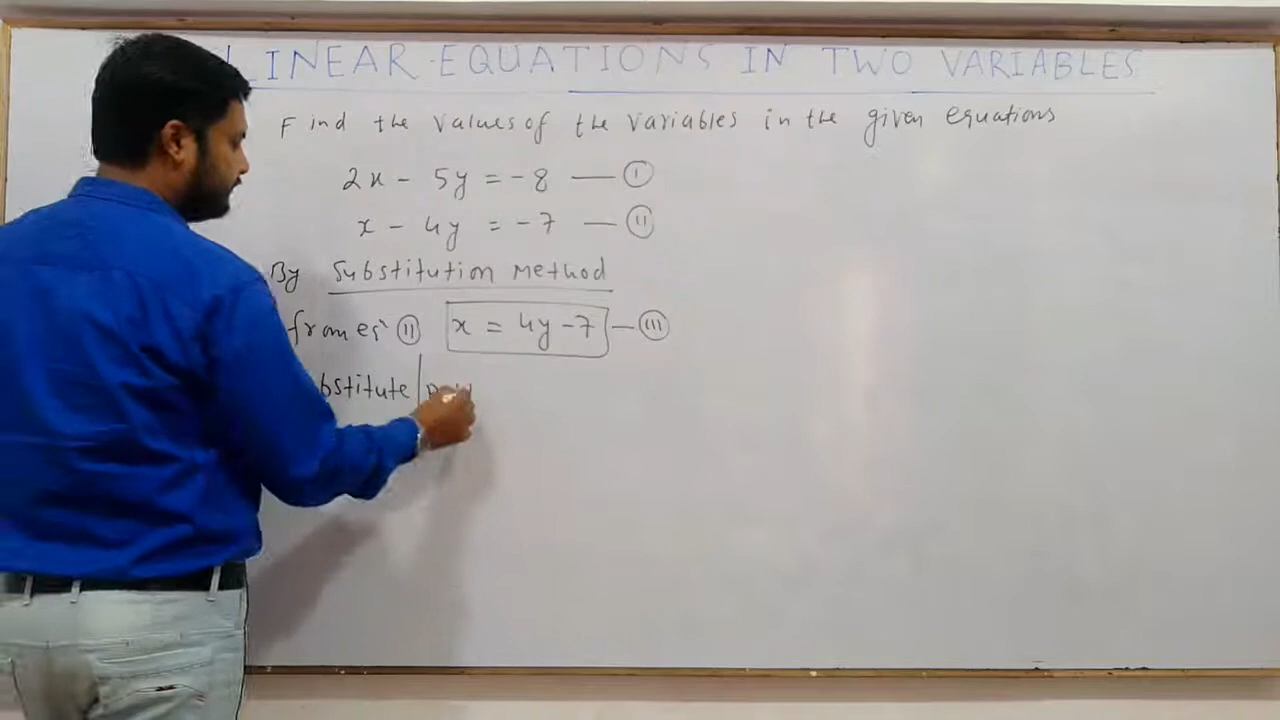 LINEAR EQUATIONS IN TWO VARIABLES
Find the values of the variables in the given equations
2x - 5y = -8 — I
x - 4y = -7 — II
By Substitution Method
from II x = 4y - 7 — III
bstitute |